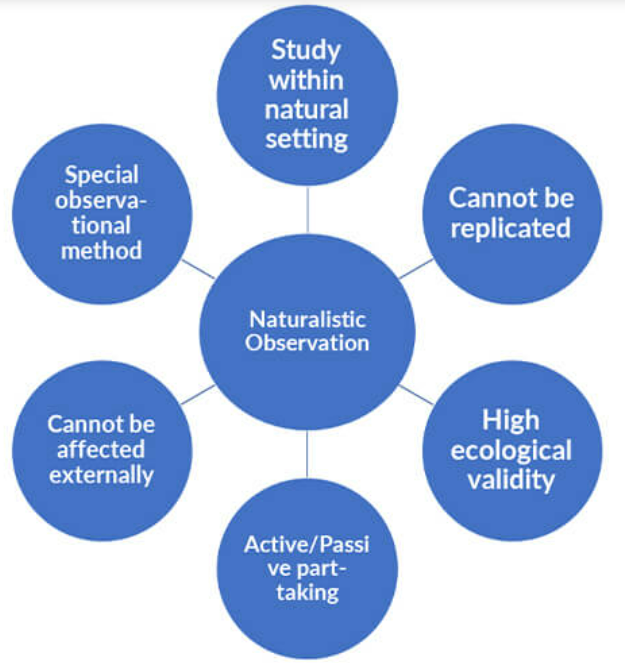 Study
within
natural
setting
Cannot be
replicated
High
ecological
validity
Active/Passi
ve part-
taking
Cannot be
affected
externally
Special
observa-
tional
method
Naturalistic
Observation